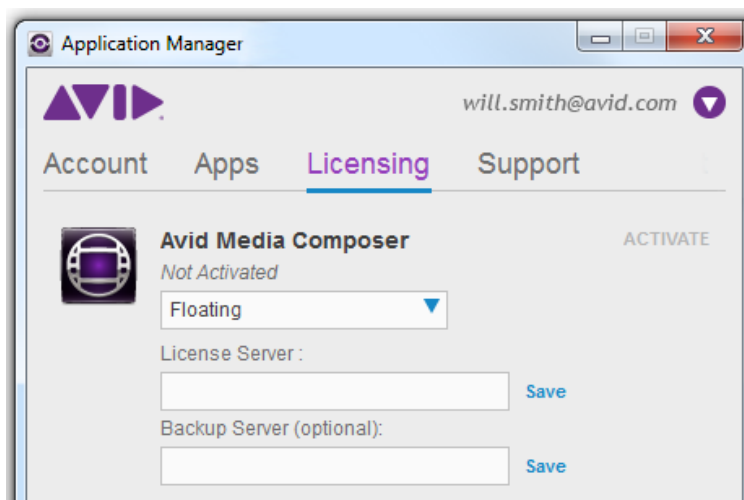 Application Manager
AVID
will.smith@avid.com
Account Apps Licensing Support
Avid Media Composer
ACTIVATE
Not Activated
Floating
License Server :
Save
Backup Server (optional):
Save